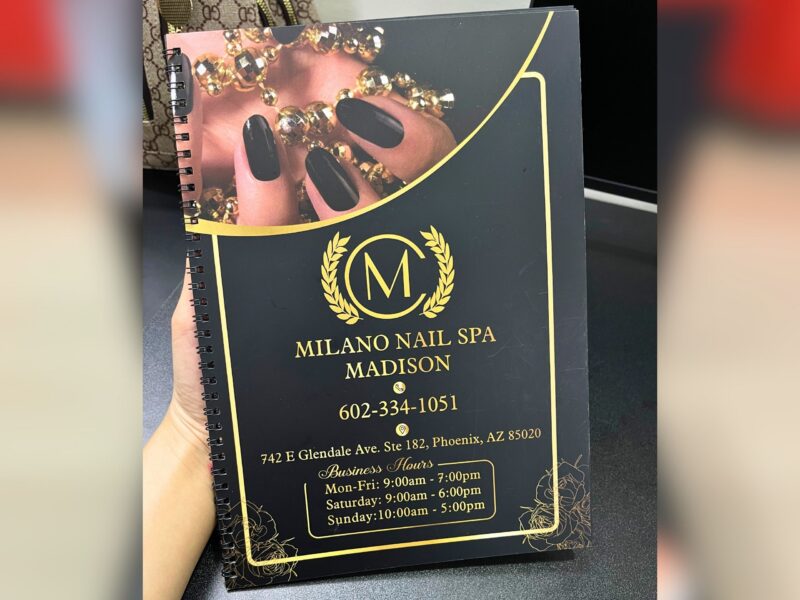 M
MILANO NAIL SPA
MADISON
602-334-1051
742 E Glendale Ave. Ste 182, Phoenix, AZ 85020
Business Hours
Mon-Fri: 9:00am - 7:00pm
Saturday: 9:00am - 6:00pm
Sunday:10:00am - 5:00pm